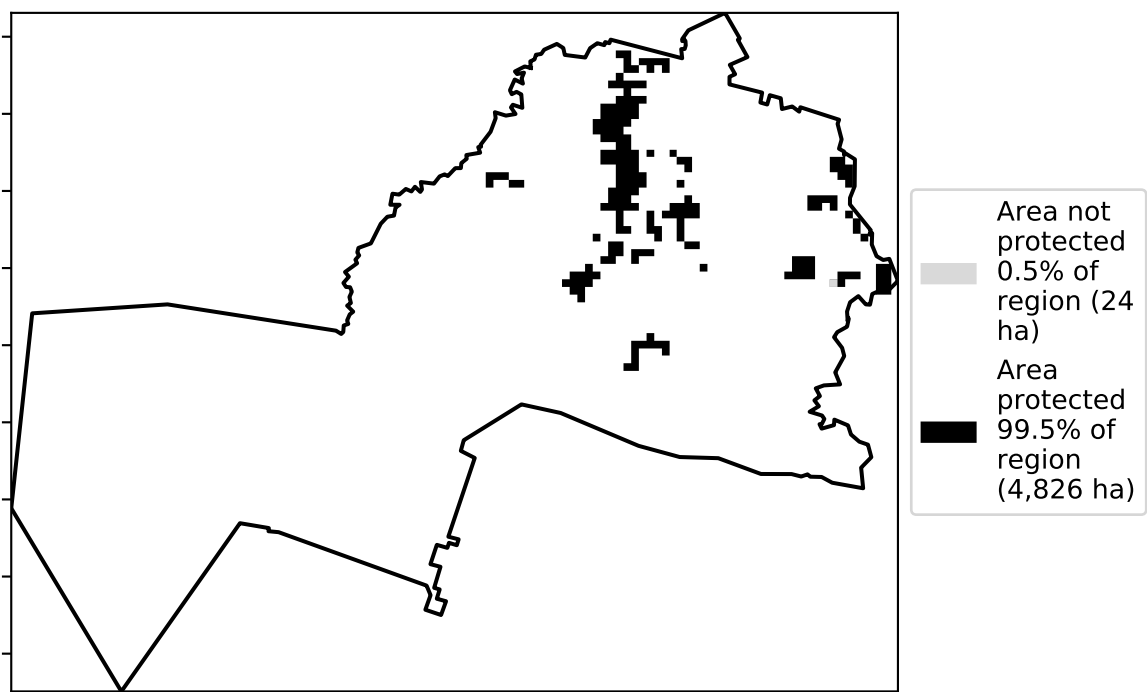 Area not
protected
0.5% of
region (24
ha)
Area
protected
99.5% of
region
(4,826 ha)